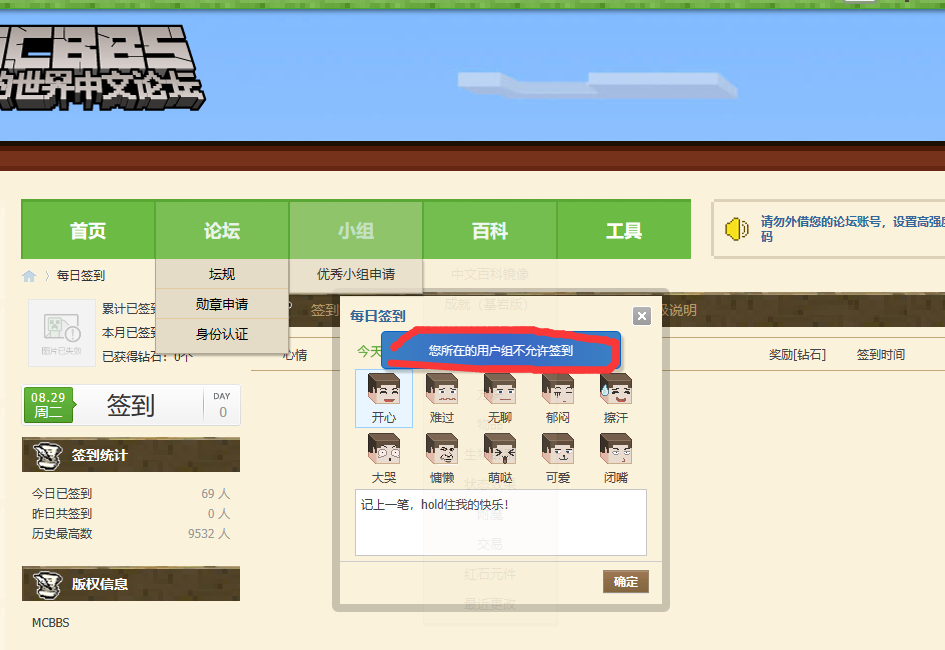 MCBBS
的世界中文论坛
首页
论坛
小组
百科
工具
请勿外借您的论坛账号，设置高强度
码
每日签到
坛规
优秀小组申请
中文百科镜像
勋章申请
成就（基岩版）
身份认证
累计已签到
本月已签到
已获得钻石：0个
图片已失效
签到
说明
心情
奖励[钻石]
签到时间
每日签到
今天
您所在的用户组不允许签到
开心
难过
无聊
郁闷
擦汗
大哭
慵懒
萌哒
可爱
闭嘴
记上一笔，hold住我的快乐！
交易
红石元件
最近更改
确定
08.29
周二
签到
DAY
0
签到统计
今日已签到 69 人
昨日共签到 0 人
历史最高数 9532 人
版权信息
MCBBS